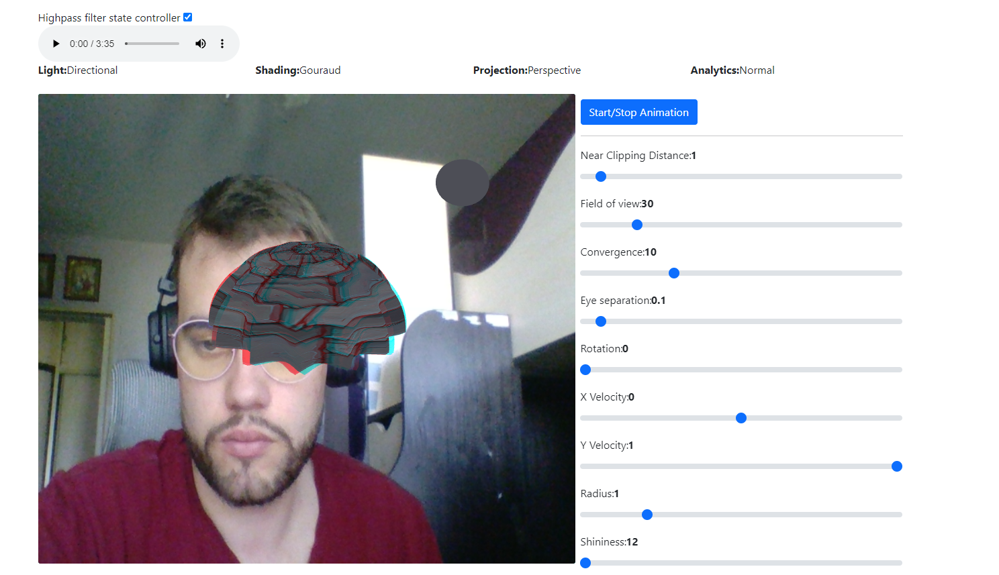 Highpass filter state controller
0:00 / 3:35
Light:Directional Shading:Gouraud Projection:Perspective Analytics:Normal
Start/Stop Animation
Near Clipping Distance:1
Field of view:30
Convergence:10
Eye separation:0.1
Rotation:0
X Velocity:0
Y Velocity:1
Radius:1
Shininess:12